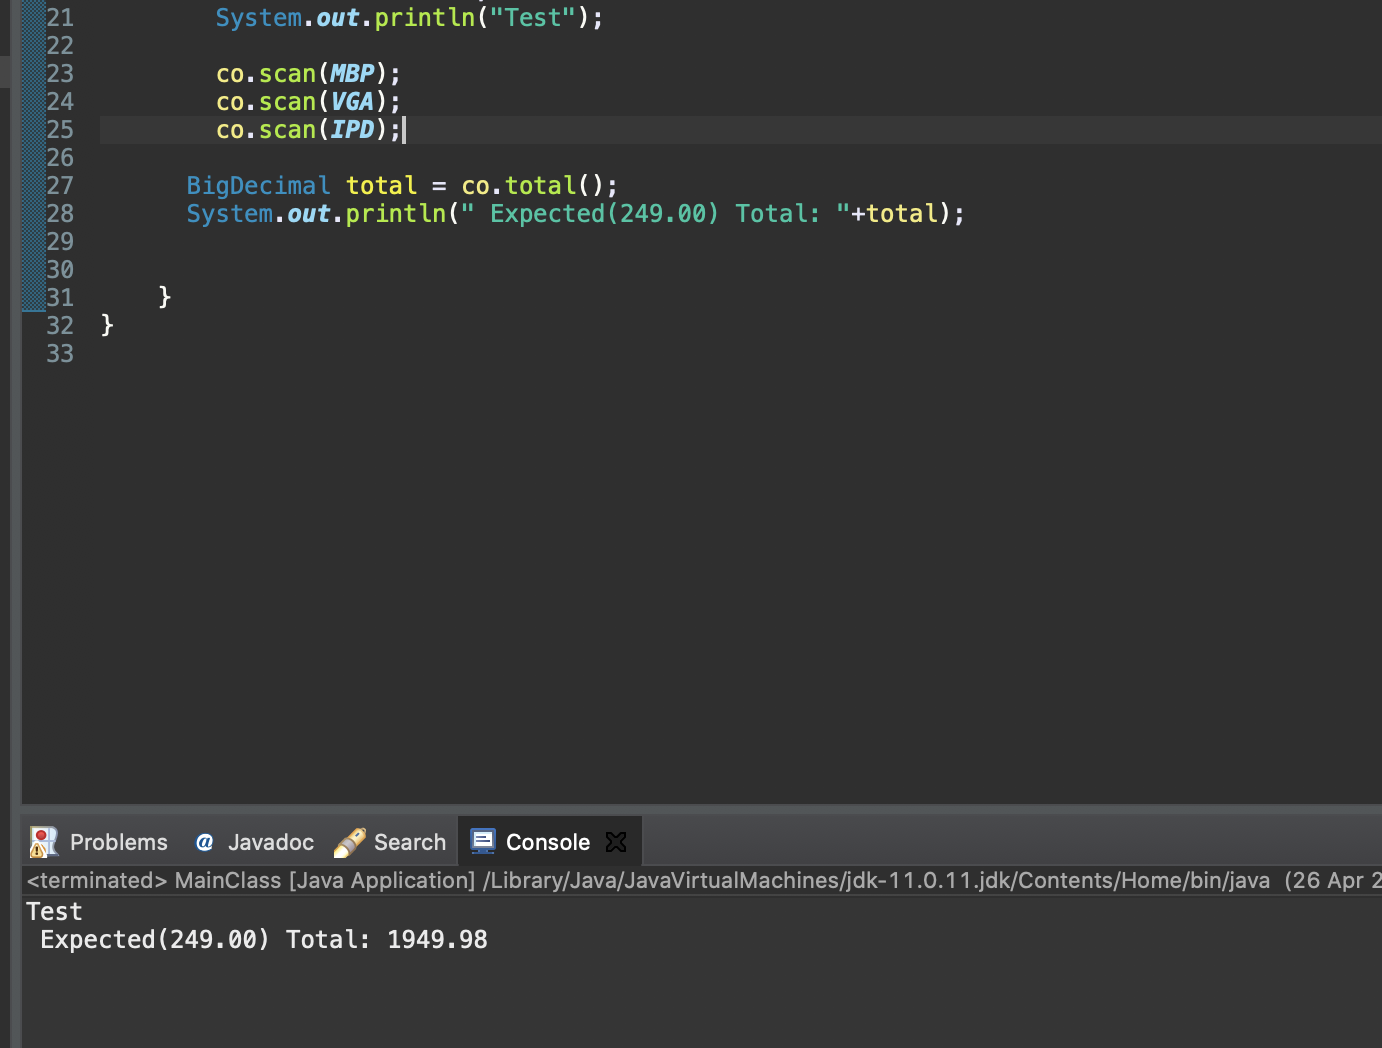 21 System.out.println("Test");
22
23 co.scan(MBP);
24 co.scan(VGA);
25 co.scan(IPD);
26
27 BigDecimal total = co.total();
28 System.out.println(" Expected(249.00) Total: "+total);
29
30
31 }
32 }
33
Problems Javadoc Search Console
<terminated> MainClass [Java Application] /Library/Java/JavaVirtualMachines/jdk-11.0.11.jdk/Contents/Home/bin/java (26 Apr 2
Test
Expected(249.00) Total: 1949.98